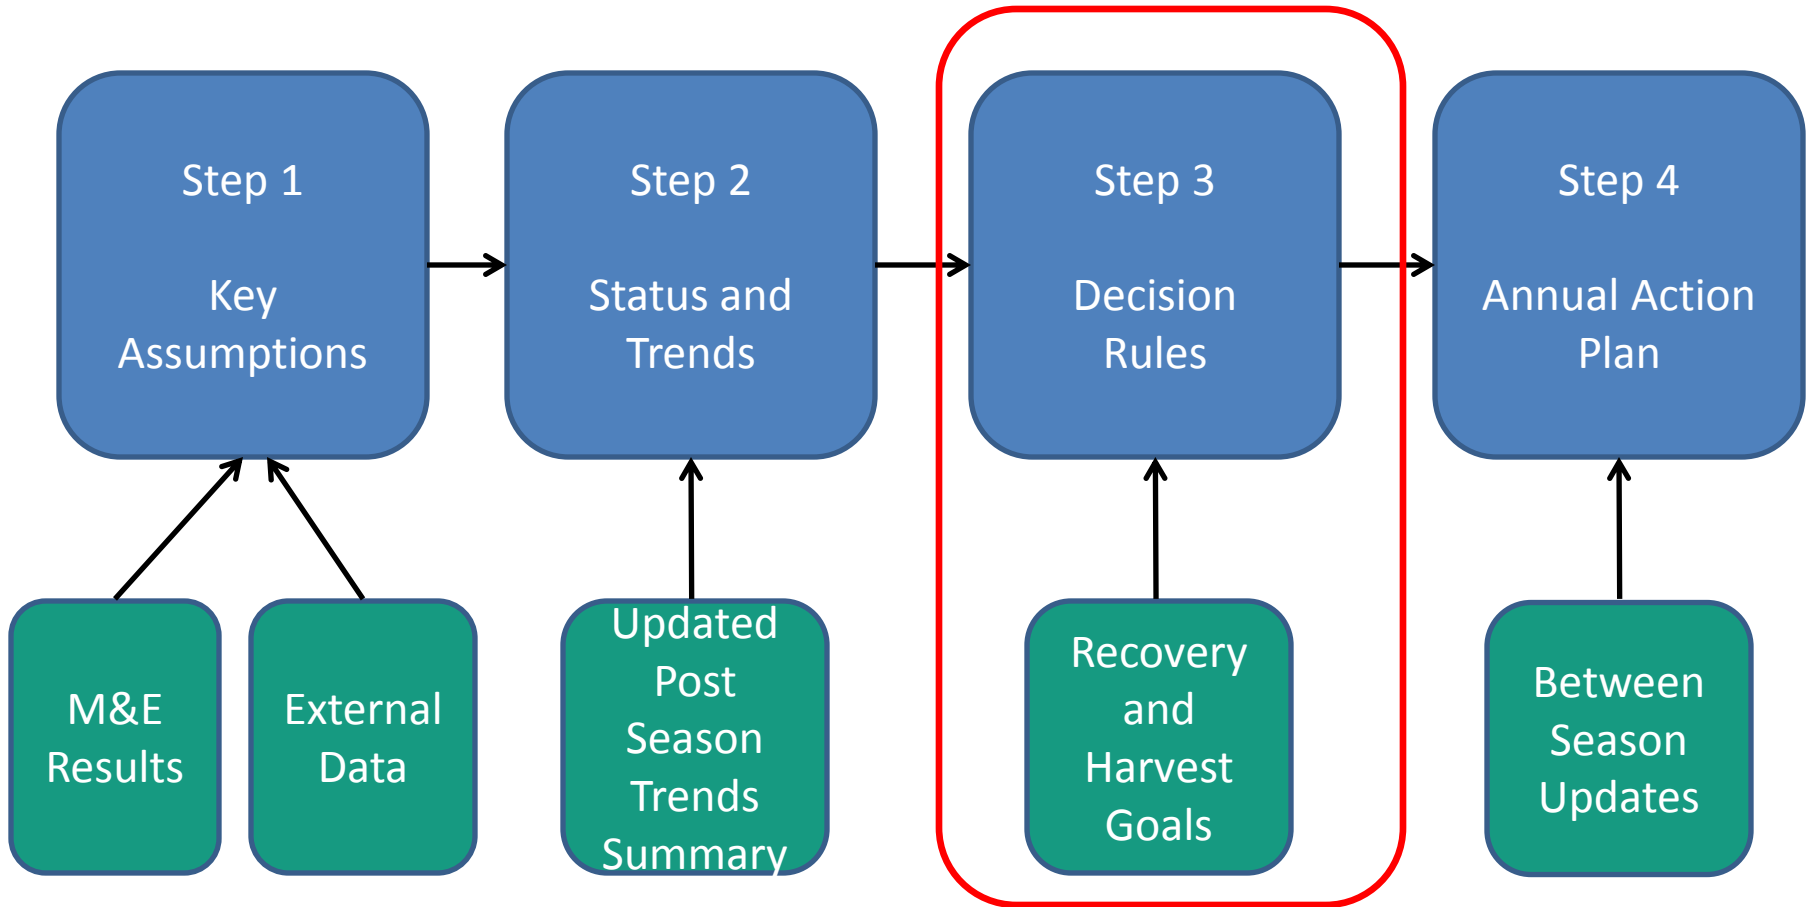 Step 1
Key
Assumptions
Step 2
Status and
Trends
Step 3
Decision
Rules
Step 4
Annual Action
Plan
M&E
Results
External
Data
Updated
Post
Season
Trends
Summary
Recovery
and
Harvest
Goals
Between
Season
Updates